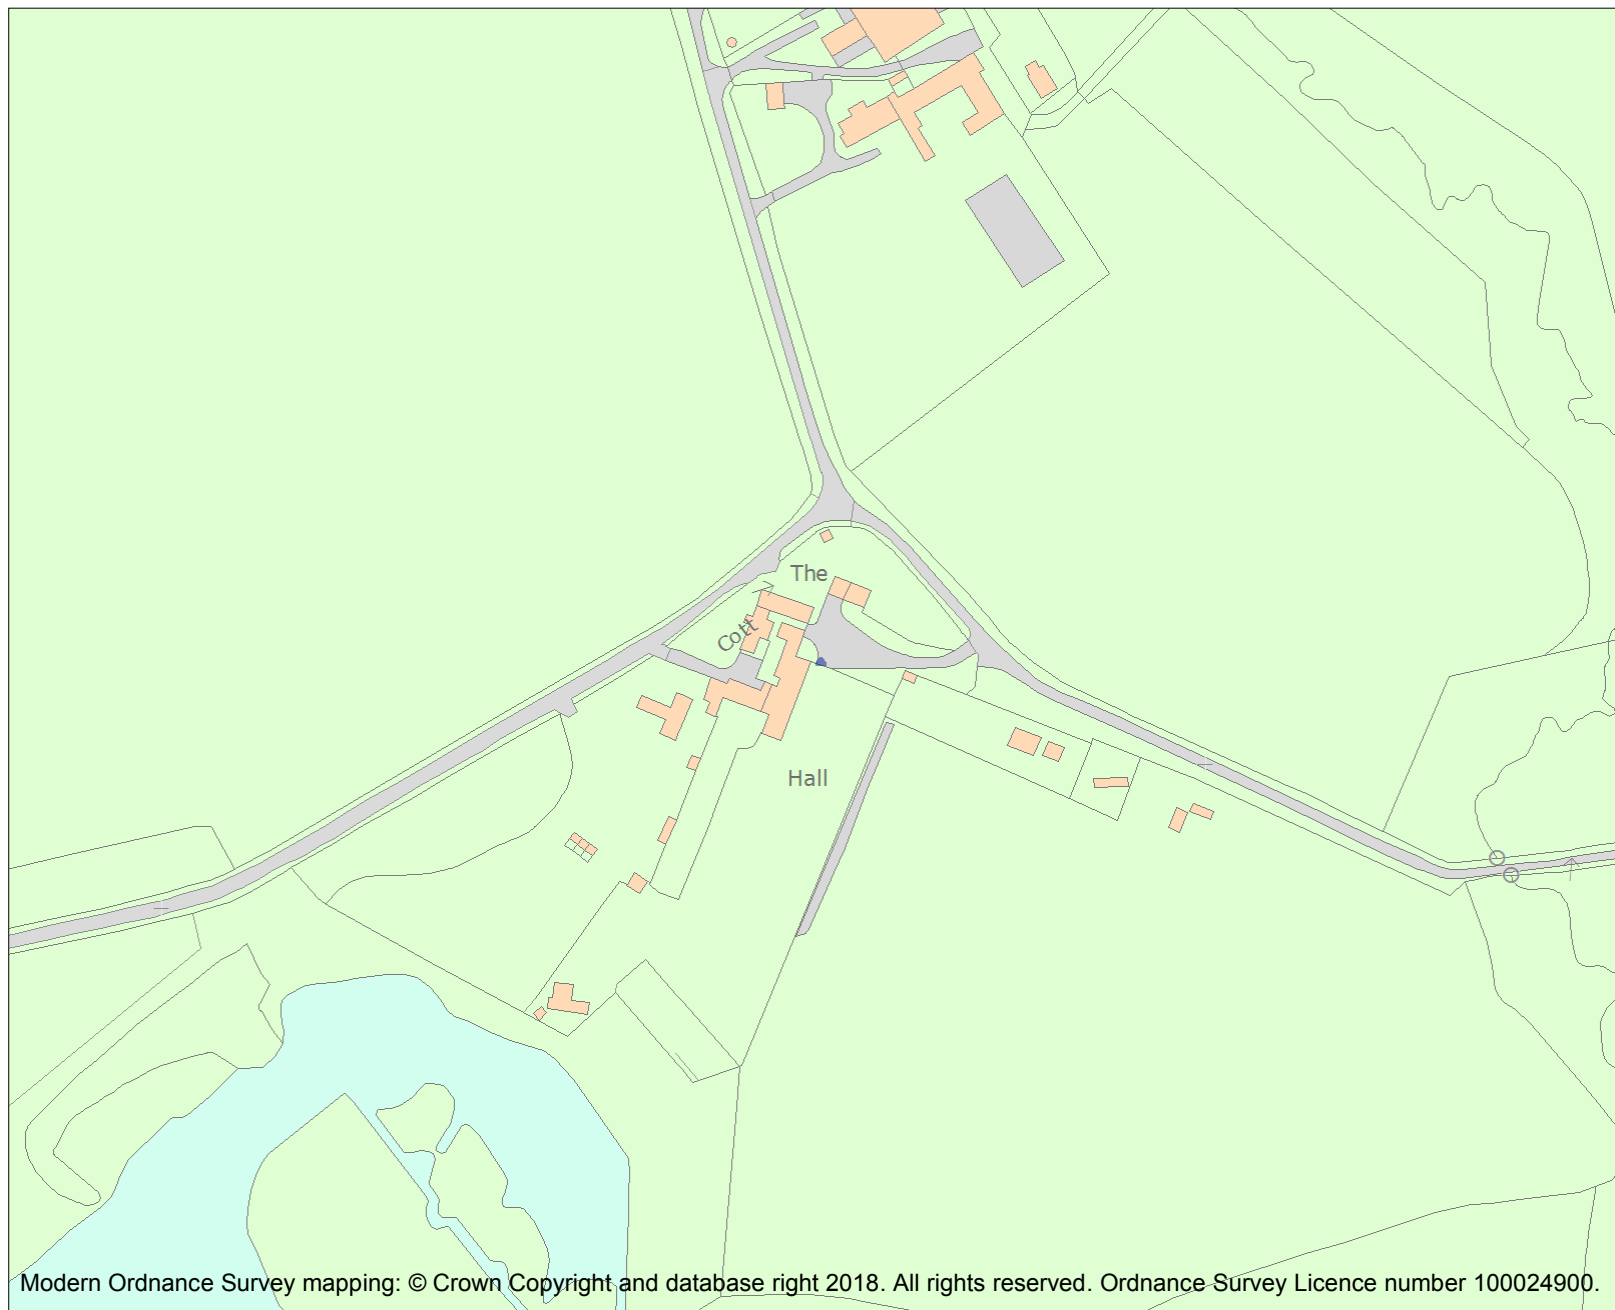 The
Cott
Hall
Modern Ordnance Survey mapping: © Crown Copyright and database right 2018. All rights reserved. Ordnance Survey Licence number 100024900.